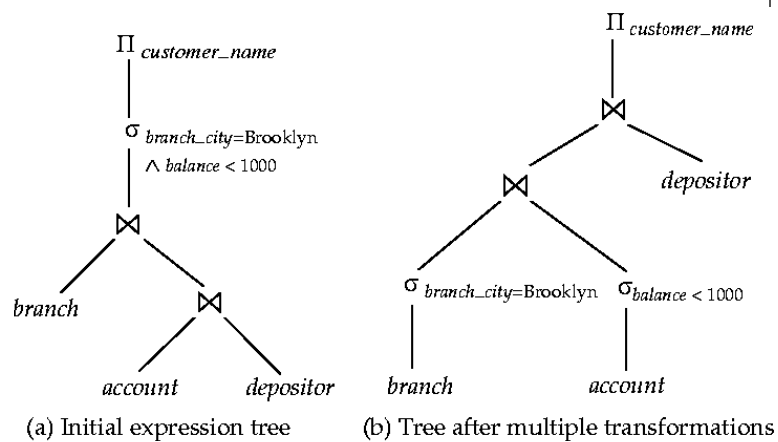 Π customer_name
σ branch_city=Brooklyn
∧ balance < 1000
⋈
branch
⋈
account
depositor
(a) Initial expression tree
Π customer_name
⋈
depositor
⋈
σ branch_city=Brooklyn
σ balance < 1000
branch
account
(b) Tree after multiple transformations